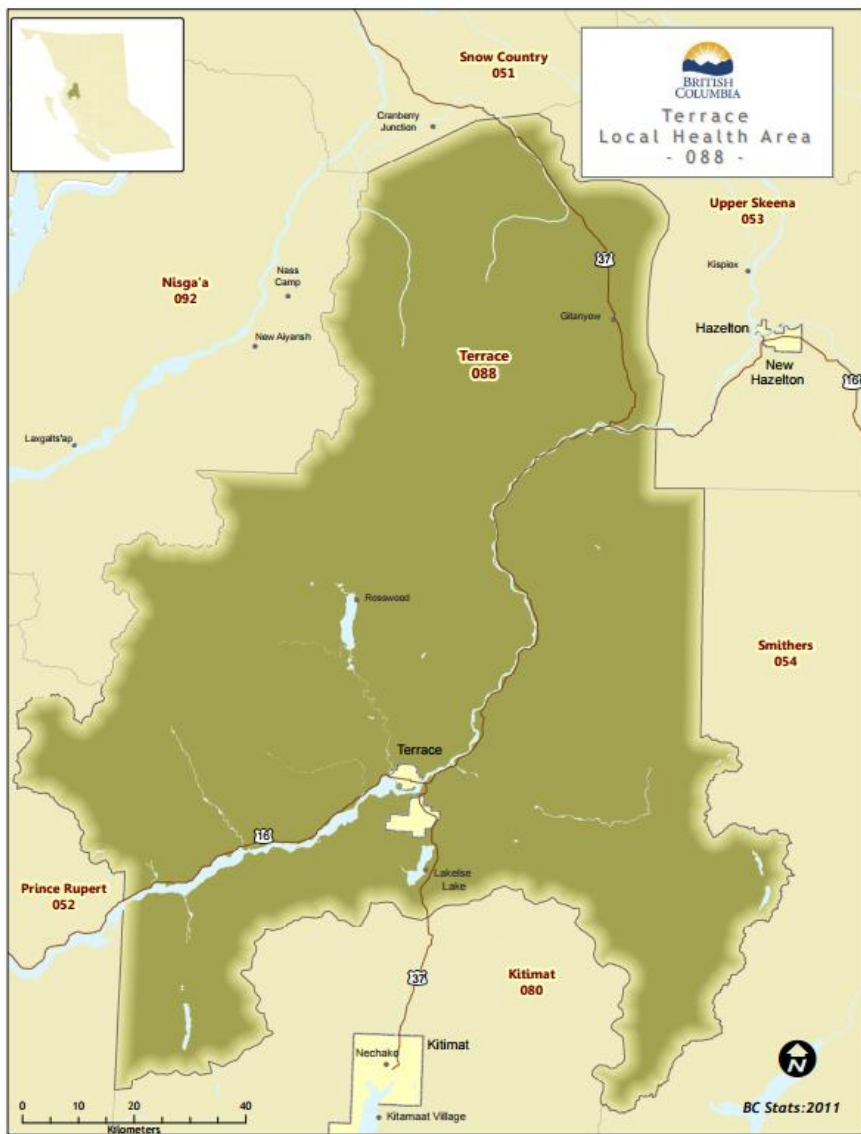 Snow Country
051
BRITISH
COLUMBIA
Terrace
Local Health Area
- 088 -
Cranberry
Junction
Upper Skeena
053
Kispiox
Nisga'a
092
Nass
Camp
37
Gitanyow
Hazelton
New
Hazelton
16
New Aiyansh
Terrace
088
Laxgalts'ap
Rosswood
Smithers
054
Terrace
16
Lakelse
Lake
Prince Rupert
052
37
Kitimat
080
Kitimat
Nechako
Kitamaat Village
0 10 20 40
Kilometers
N
BC Stats:2011